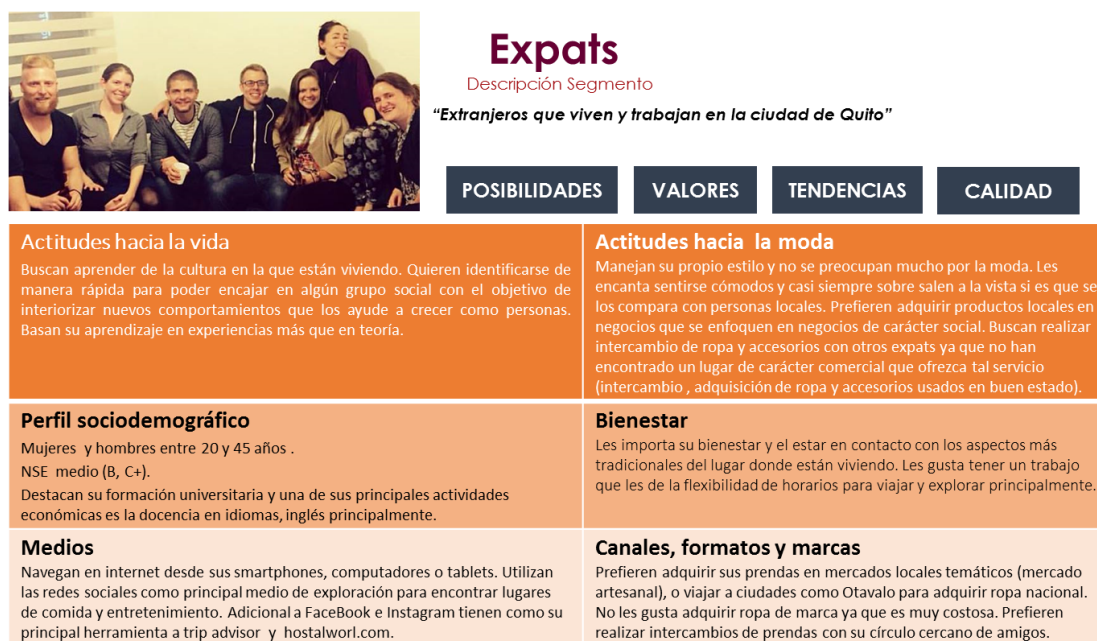 Expats
Descripción Segmento
“Extranjeros que viven y trabajan en la ciudad de Quito”
POSIBILIDADES
VALORES
TENDENCIAS
CALIDAD
Actitudes hacia la vida
Buscan aprender de la cultura en la que están viviendo. Quieren identificarse de
manera rápida para poder encajar en algún grupo social con el objetivo de
interiorizar nuevos comportamientos que los ayude a crecer como personas.
Basan su aprendizaje en experiencias más que en teoría.
Actitudes hacia la moda
Manejan su propio estilo y no se preocupan mucho por la moda. Les
encanta sentirse cómodos y casi siempre sobre salen a la vista si es que se
los compara con personas locales. Prefieren adquirir productos locales en
negocios que se enfoquen en negocios de carácter social. Buscan realizar
intercambio de ropa y accesorios con otros expats ya que no han
encontrado un lugar de carácter comercial que ofrezca tal servicio
(intercambio , adquisición de ropa y accesorios usados en buen estado).
Perfil sociodemográfico
Mujeres y hombres entre 20 y 45 años .
NSE medio (B, C+).
Destacan su formación universitaria y una de sus principales actividades
económicas es la docencia en idiomas, inglés principalmente.
Bienestar
Les importa su bienestar y el estar en contacto con los aspectos más
tradicionales del lugar donde están viviendo. Les gusta tener un trabajo
que les de la flexibilidad de horarios para viajar y explorar principalmente.
Medios
Navegan en internet desde sus smartphones, computadores o tablets. Utilizan
las redes sociales como principal medio de exploración para encontrar lugares
de comida y entretenimiento. Adicional a FaceBook e Instagram tienen como su
principal herramienta a trip advisor y hostalworl.com.
Canales, formatos y marcas
Prefieren adquirir sus prendas en mercados locales temáticos (mercado
artesanal), o viajar a ciudades como Otavalo para adquirir ropa nacional.
No les gusta adquirir ropa de marca ya que es muy costosa. Prefieren
realizar intercambios de prendas con su círculo cercano de amigos.